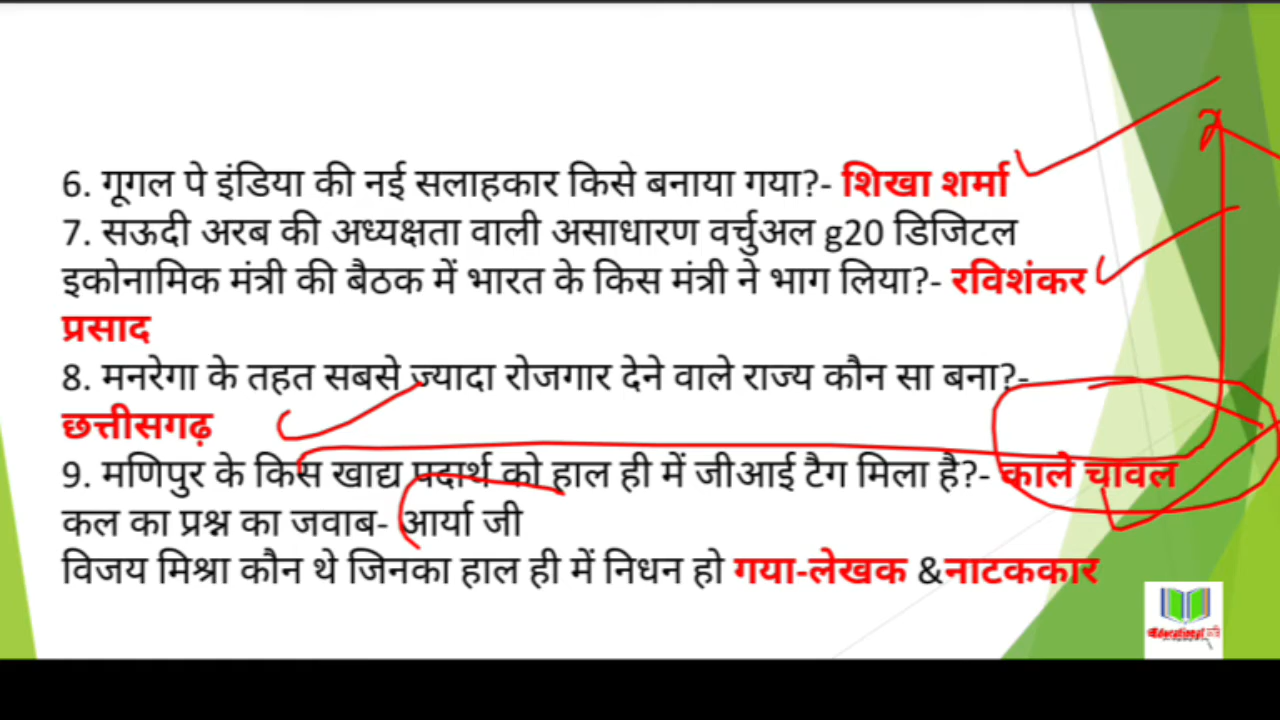 6. गूगल पे इंडिया की नई सलाहकार किसे बनाया गया?- शिखा शर्मा
7. सऊदी अरब की अध्यक्षता वाली असाधारण वर्चुअल g20 डिजिटल
इकोनामिक मंत्री की बैठक में भारत के किस मंत्री ने भाग लिया?- रविशंकर
प्रसाद
8. मनरेगा के तहत सबसे ज्यादा रोजगार देने वाले राज्य कौन सा बना?-
छत्तीसगढ़
9. मणिपुर के किस खाद्य पदार्थ को हाल ही में जीआई टैग मिला है?- काले चावल
कल का प्रश्न का जवाब- आर्या जी
विजय मिश्रा कौन थे जिनका हाल ही में निधन हो गया-लेखक &नाटककार
Educational